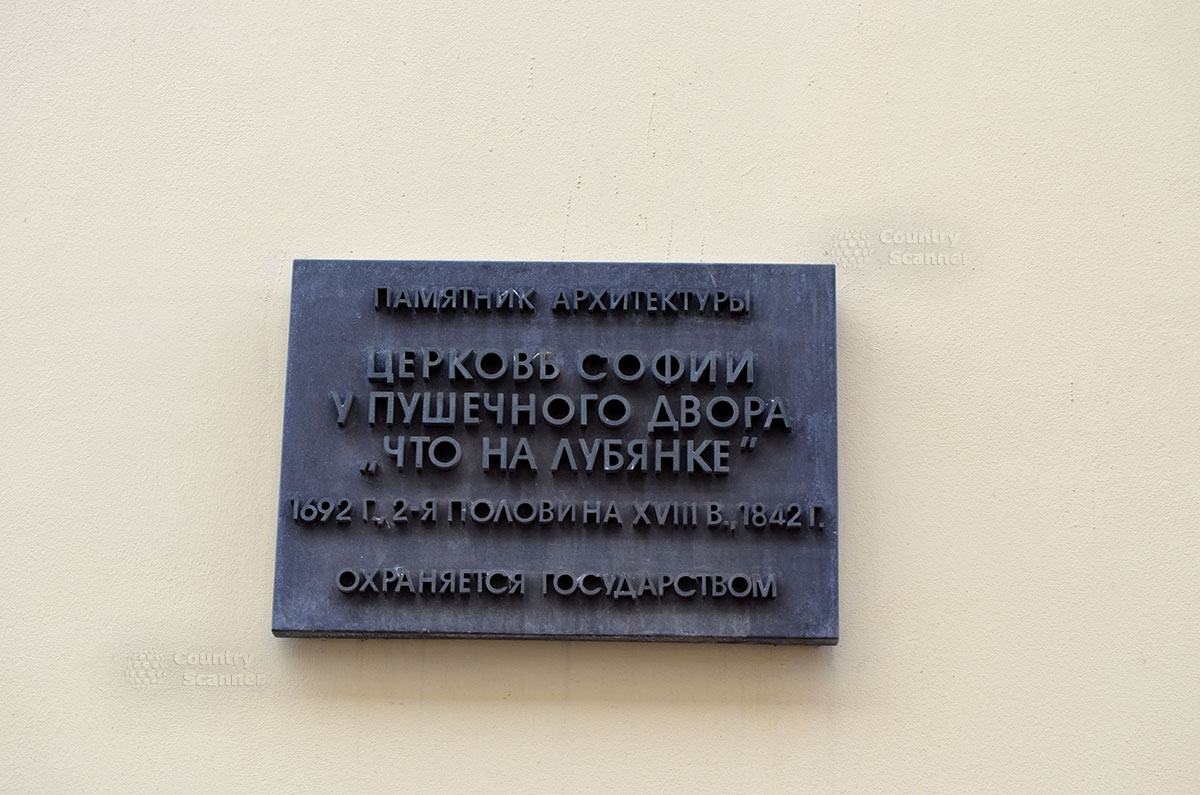 Country
Scanner
ПАМЯТНИК АРХИТЕКТУРЫ
ЦЕРКОВЬ СОФИИ
У ПУШЕЧНОГО ДВОРА
„ЧТО НА ЛУБЯНКЕ”
1692 Г., 2-Я ПОЛОВИНА XVIII В., 1842 Г.
ОХРАНЯЕТСЯ ГОСУДАРСТВОМ
Country
Scanner